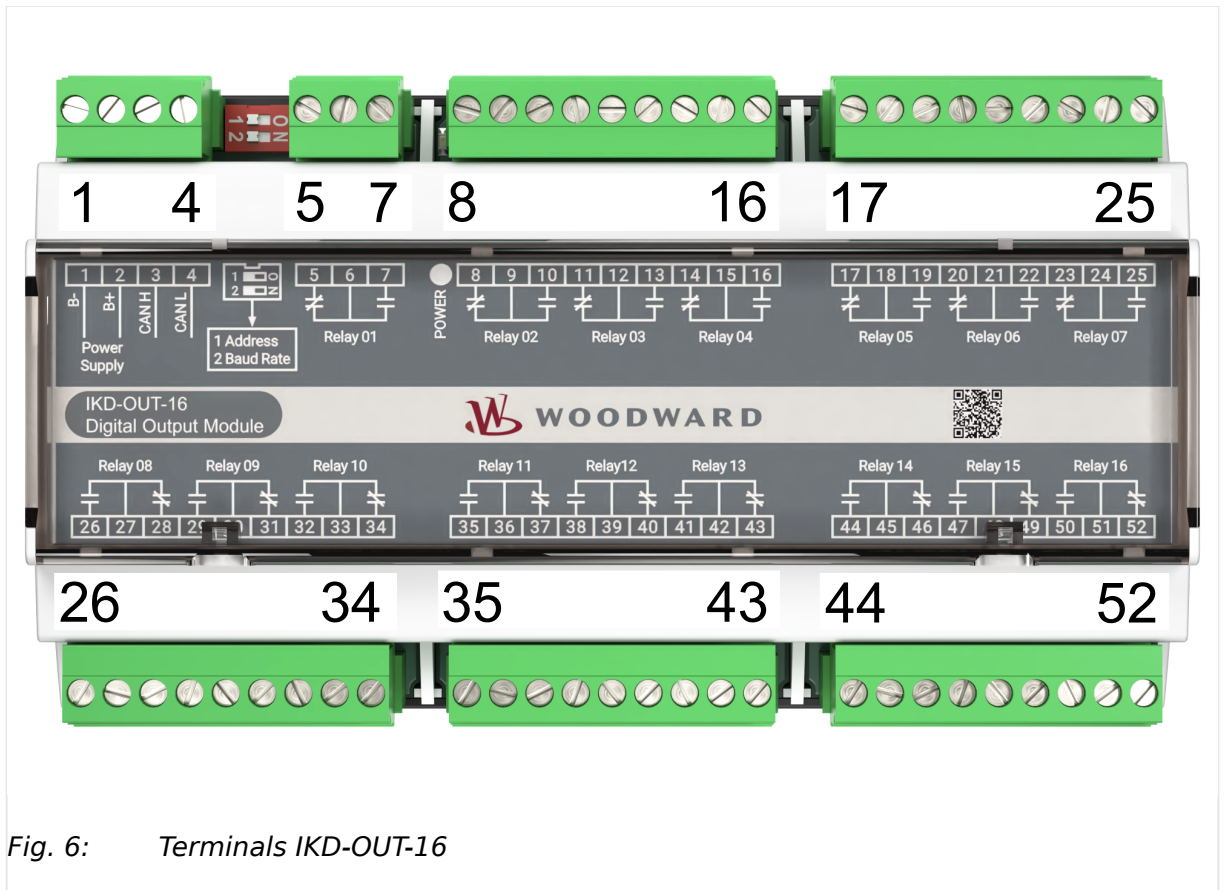 1 2 ON
1 4 5 7 8 16 17 25
1 2 3 4 1 2 ON 5 6 7 8 9 10 11 12 13 14 15 16 17 18 19 20 21 22 23 24 25
B- B+ CAN H CAN L POWER
Relay 01 Relay 02 Relay 03 Relay 04 Relay 05 Relay 06 Relay 07
Power
Supply
1 Address
2 Baud Rate
IKD-OUT-16
Digital Output Module
W WOODWARD
Relay 08 Relay 09 Relay 10 Relay 11 Relay12 Relay 13 Relay 14 Relay 15 Relay 16
26 27 28 29 31 32 33 34 35 36 37 38 39 40 41 42 43 44 45 46 47 49 50 51 52
26 34 35 43 44 52
Fig. 6: Terminals IKD-OUT-16